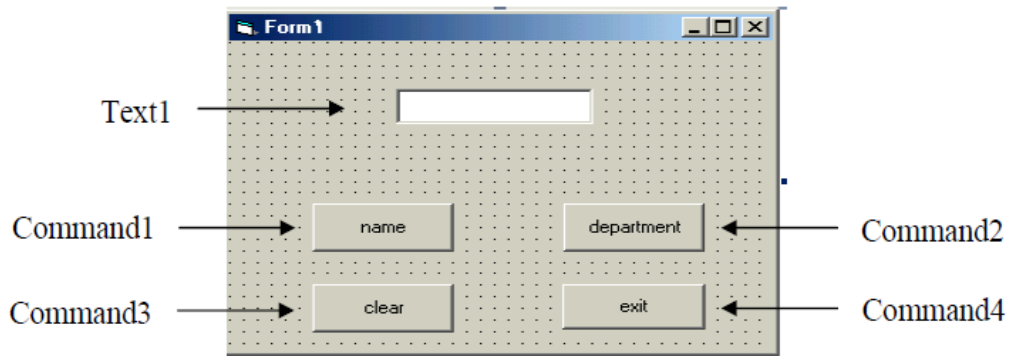 Form1
Text1
Command1
name
department
Command2
Command3
clear
exit
Command4